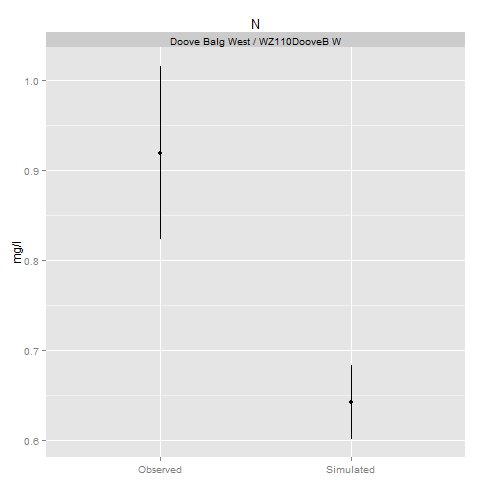 N
Doove Balg West / WZ110DooveB W
mg/l
1.0
0.9
0.8
0.7
0.6
Observed
Simulated